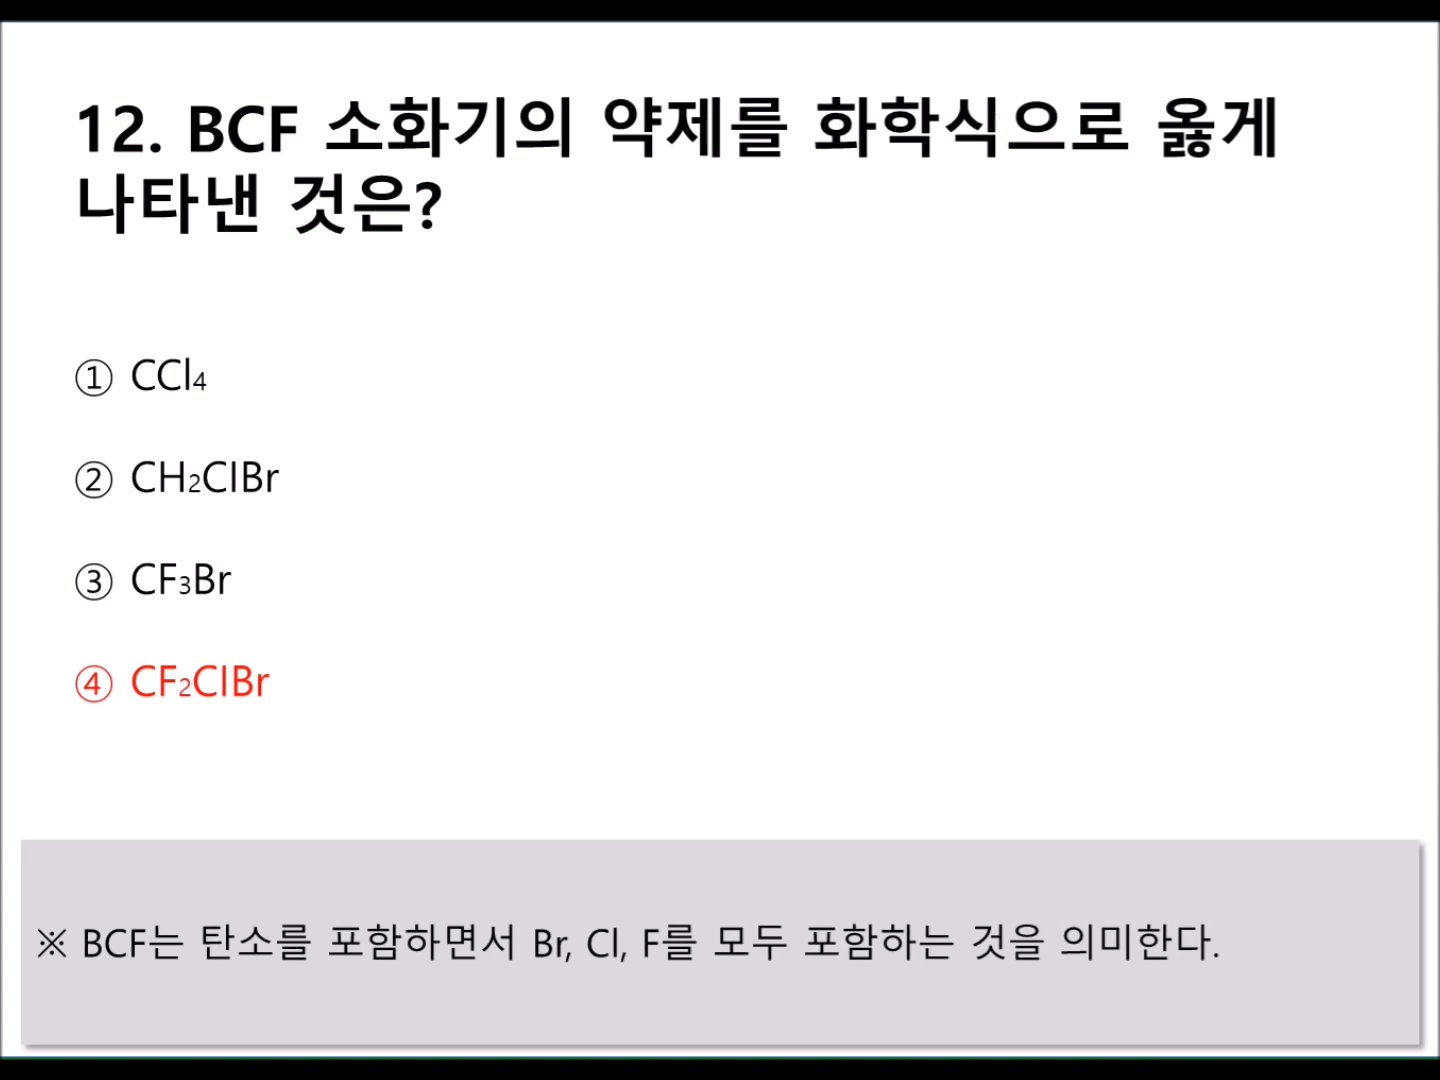 12. BCF 소화기의 약제를 화학식으로 옳게
나타낸 것은?
① CCl4
② CH2ClBr
③ CF3Br
④ CF2ClBr
※ BCF는 탄소를 포함하면서 Br, Cl, F를 모두 포함하는 것을 의미한다.